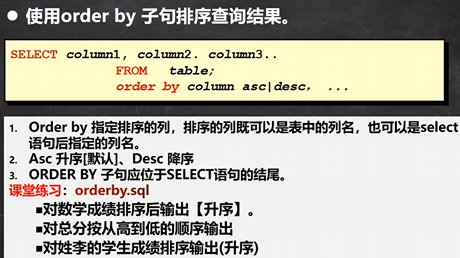 ● 使用order by 子句排序查询结果。
SELECT column1, column2. column3..
FROM table;
order by column asc|desc, ...
1. Order by 指定排序的列，排序的列既可以是表中的列名，也可以是select
语句后指定的列名。
2. Asc 升序[默认]、Desc 降序
3. ORDER BY 子句应位于SELECT语句的结尾。
课堂练习：orderby.sql
■对数学成绩排序后输出【升序】。
■对总分按从高到低的顺序输出
■对姓李的学生成绩排序输出(升序)